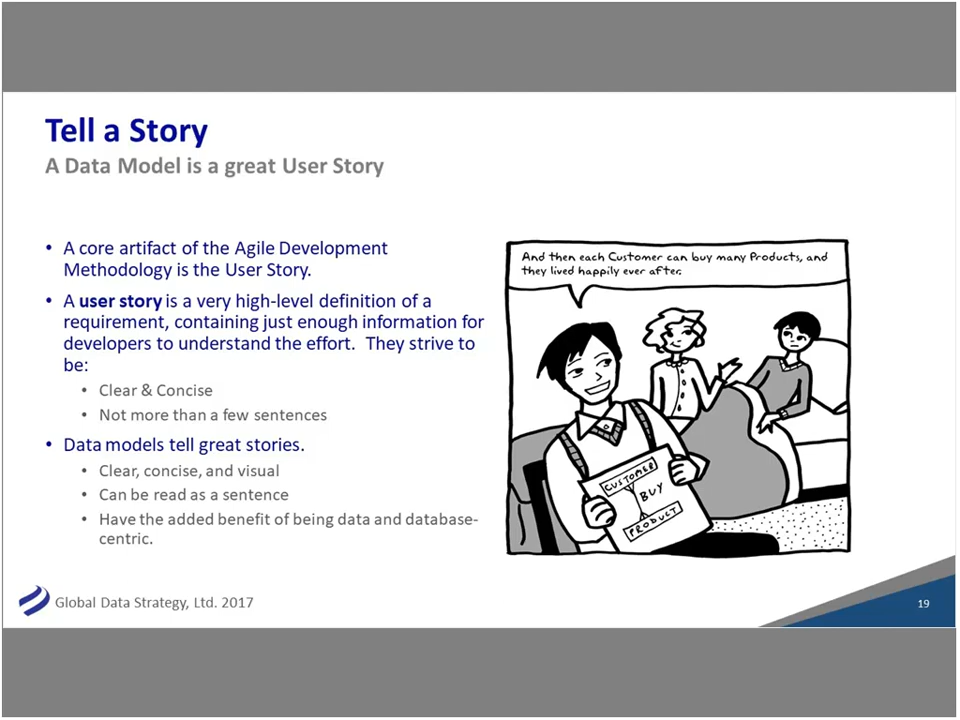 Tell a Story
A Data Model is a great User Story
• A core artifact of the Agile Development
Methodology is the User Story.
• A user story is a very high-level definition of a
requirement, containing just enough information for
developers to understand the effort. They strive to
be:
• Clear & Concise
• Not more than a few sentences
• Data models tell great stories.
• Clear, concise, and visual
• Can be read as a sentence
• Have the added benefit of being data and database-
centric.
And then each Customer can buy many Products, and
they lived happily ever after.
CUSTOMER
BUY
PRODUCT
Global Data Strategy, Ltd. 2017
19